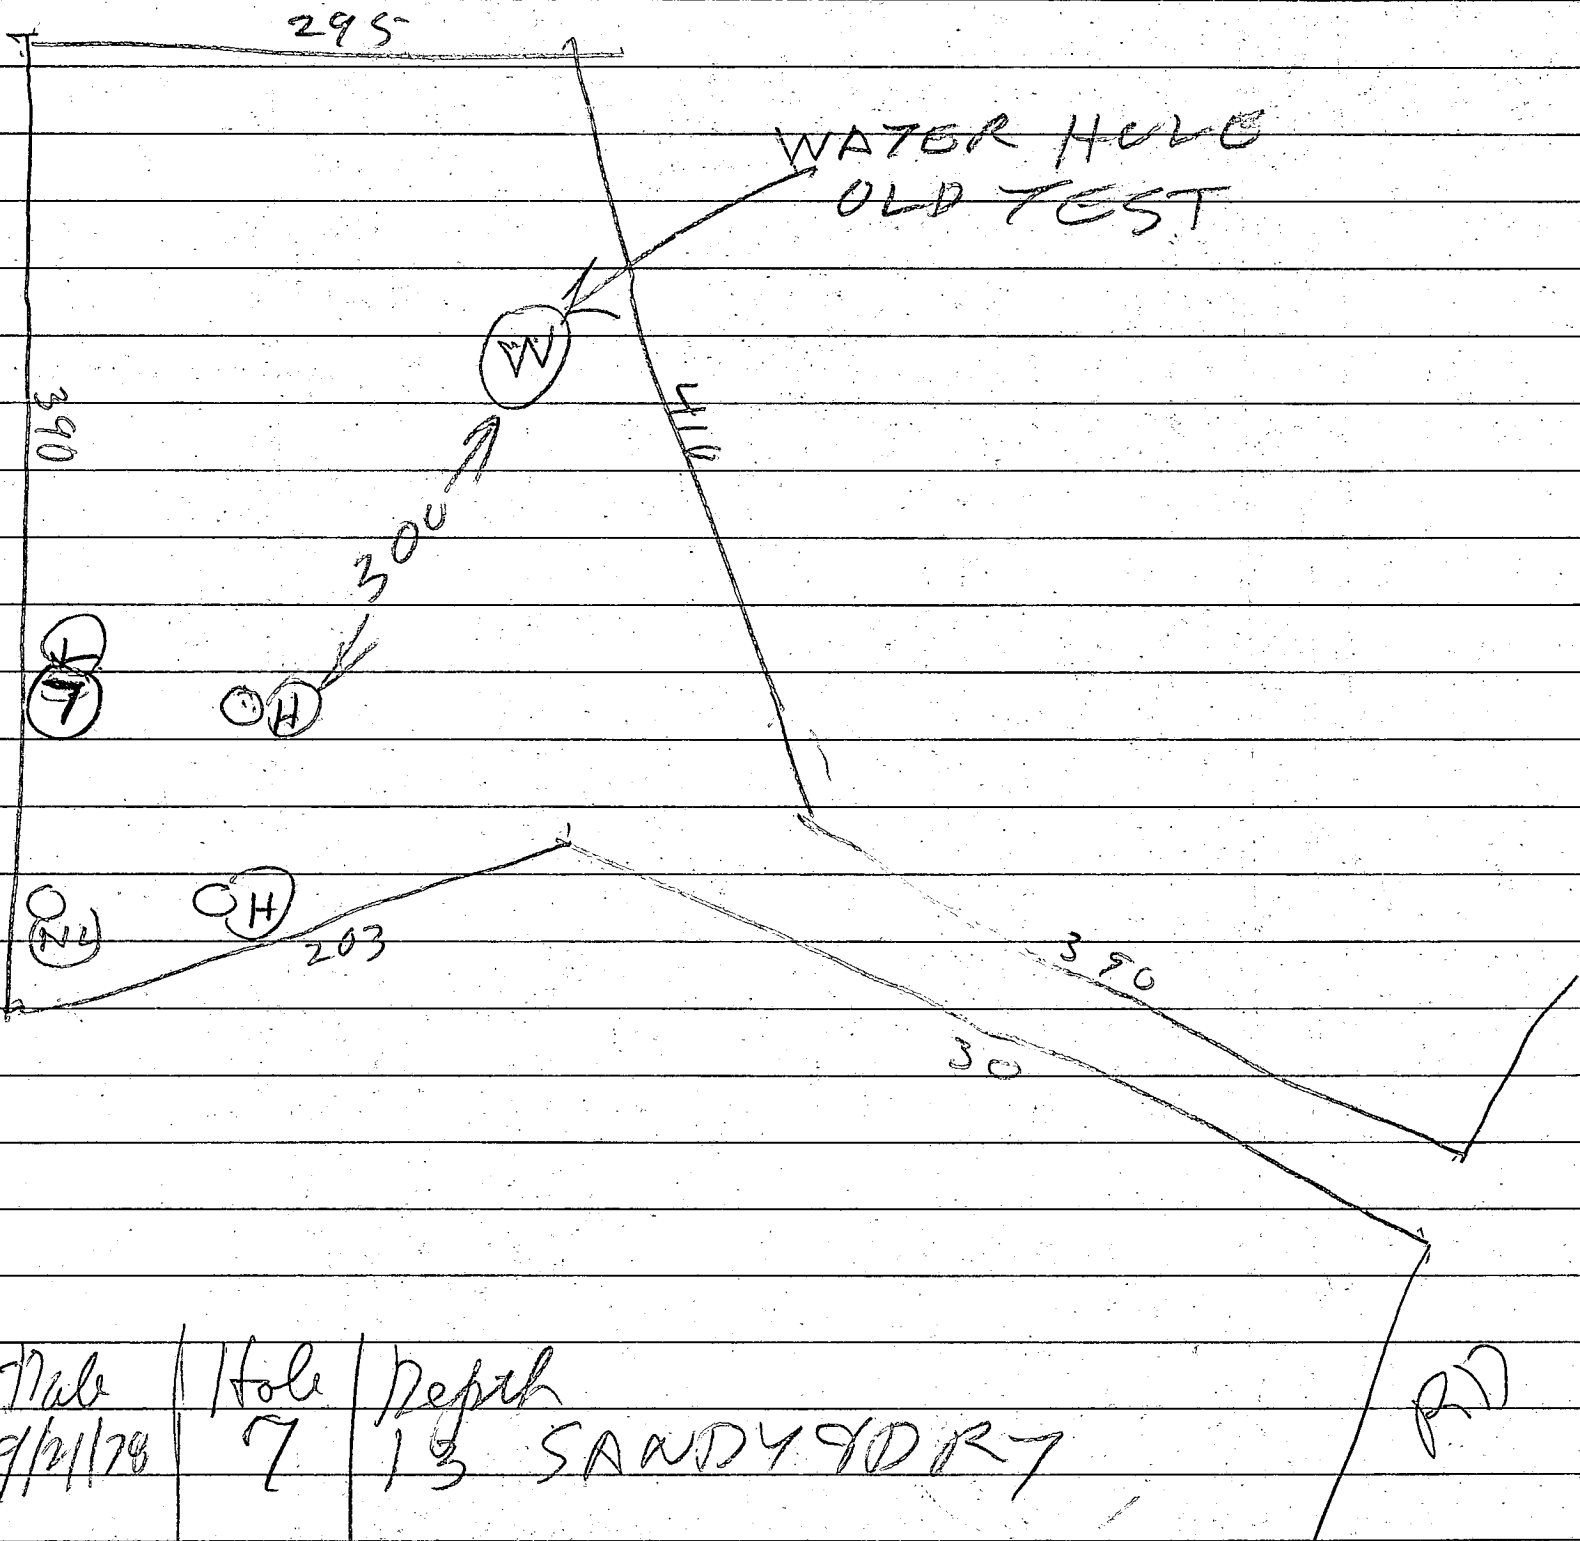 295
WATER HOLE
OLD TEST
W
390
300
7
H
H
203
390
30
Date Hole Depth
9/21/78 7 13 SANDY & DRY
RD